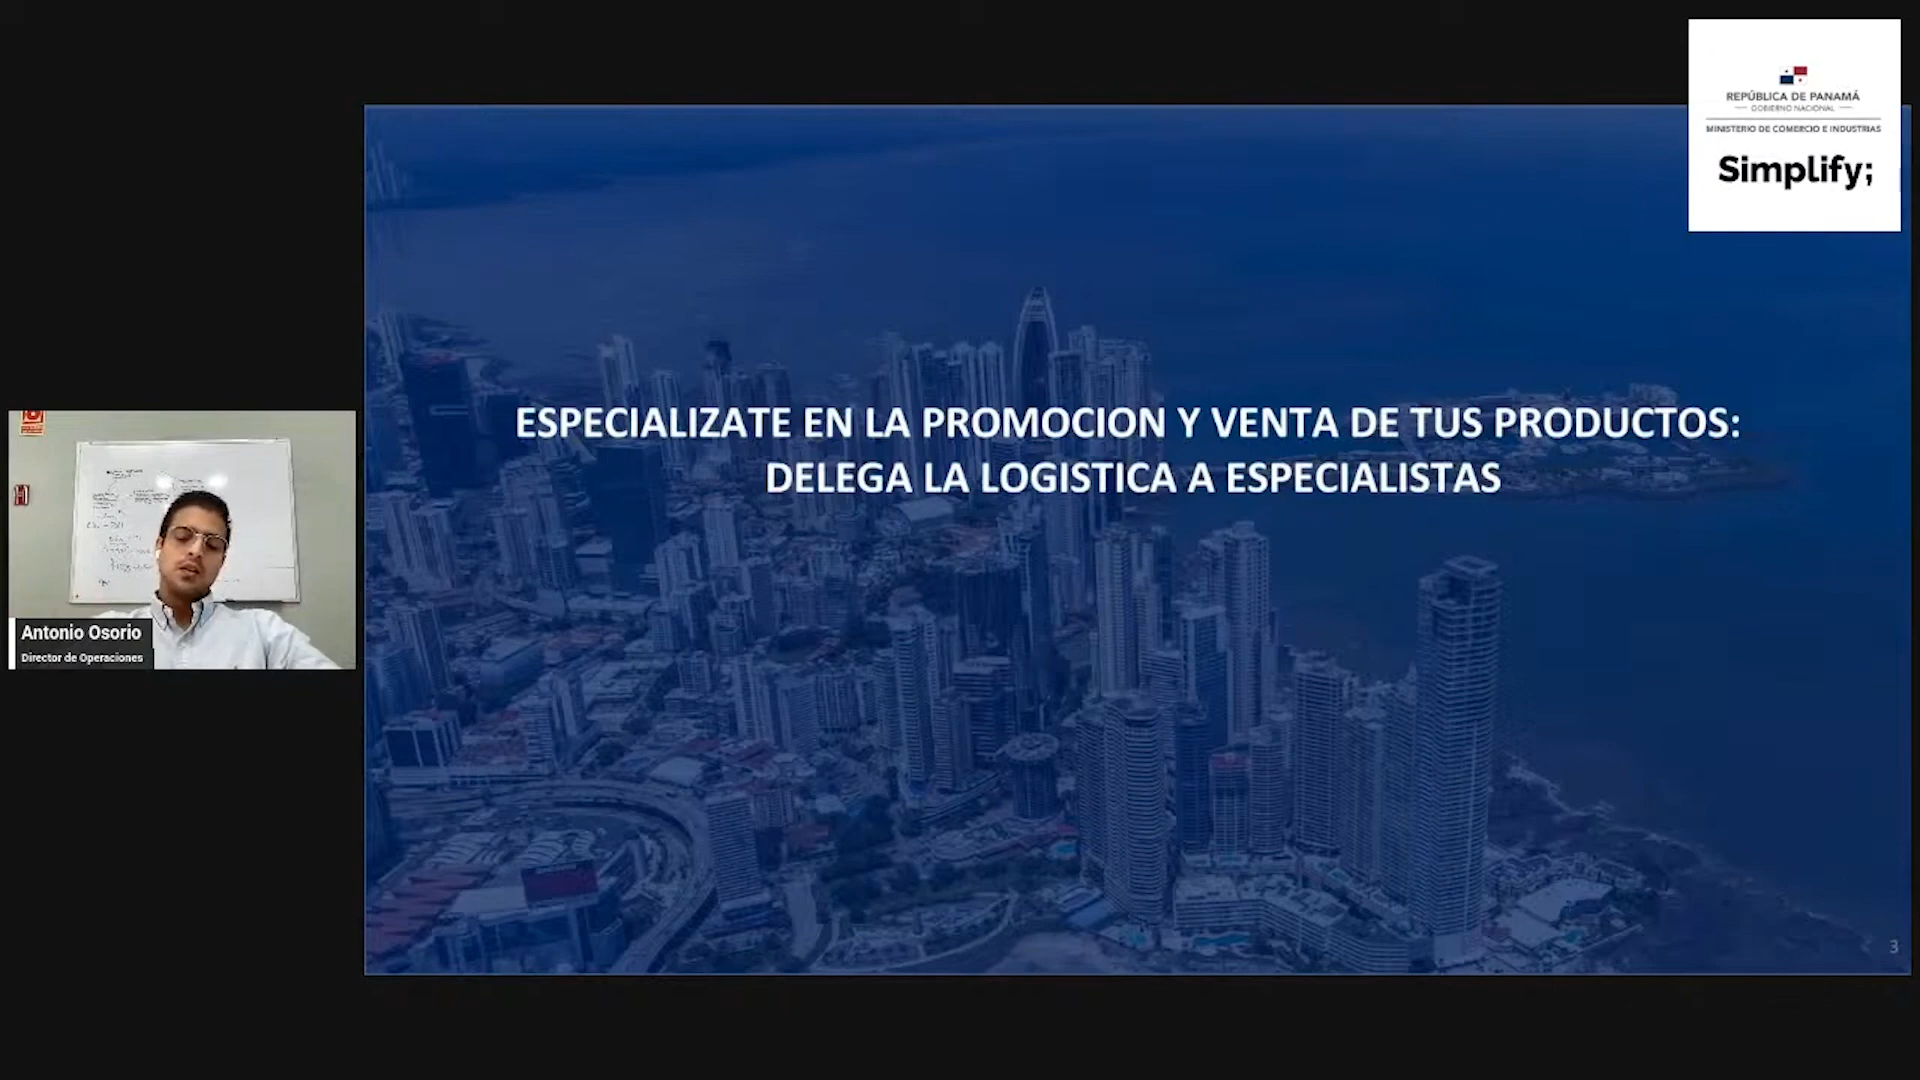 REPÚBLICA DE PANAMÁ
GOBIERNO NACIONAL
MINISTERIO DE COMERCIO E INDUSTRIAS
Simplify;
ESPECIALIZATE EN LA PROMOCION Y VENTA DE TUS PRODUCTOS:
DELEGA LA LOGISTICA A ESPECIALISTAS
Antonio Osorio
Director de Operaciones
3